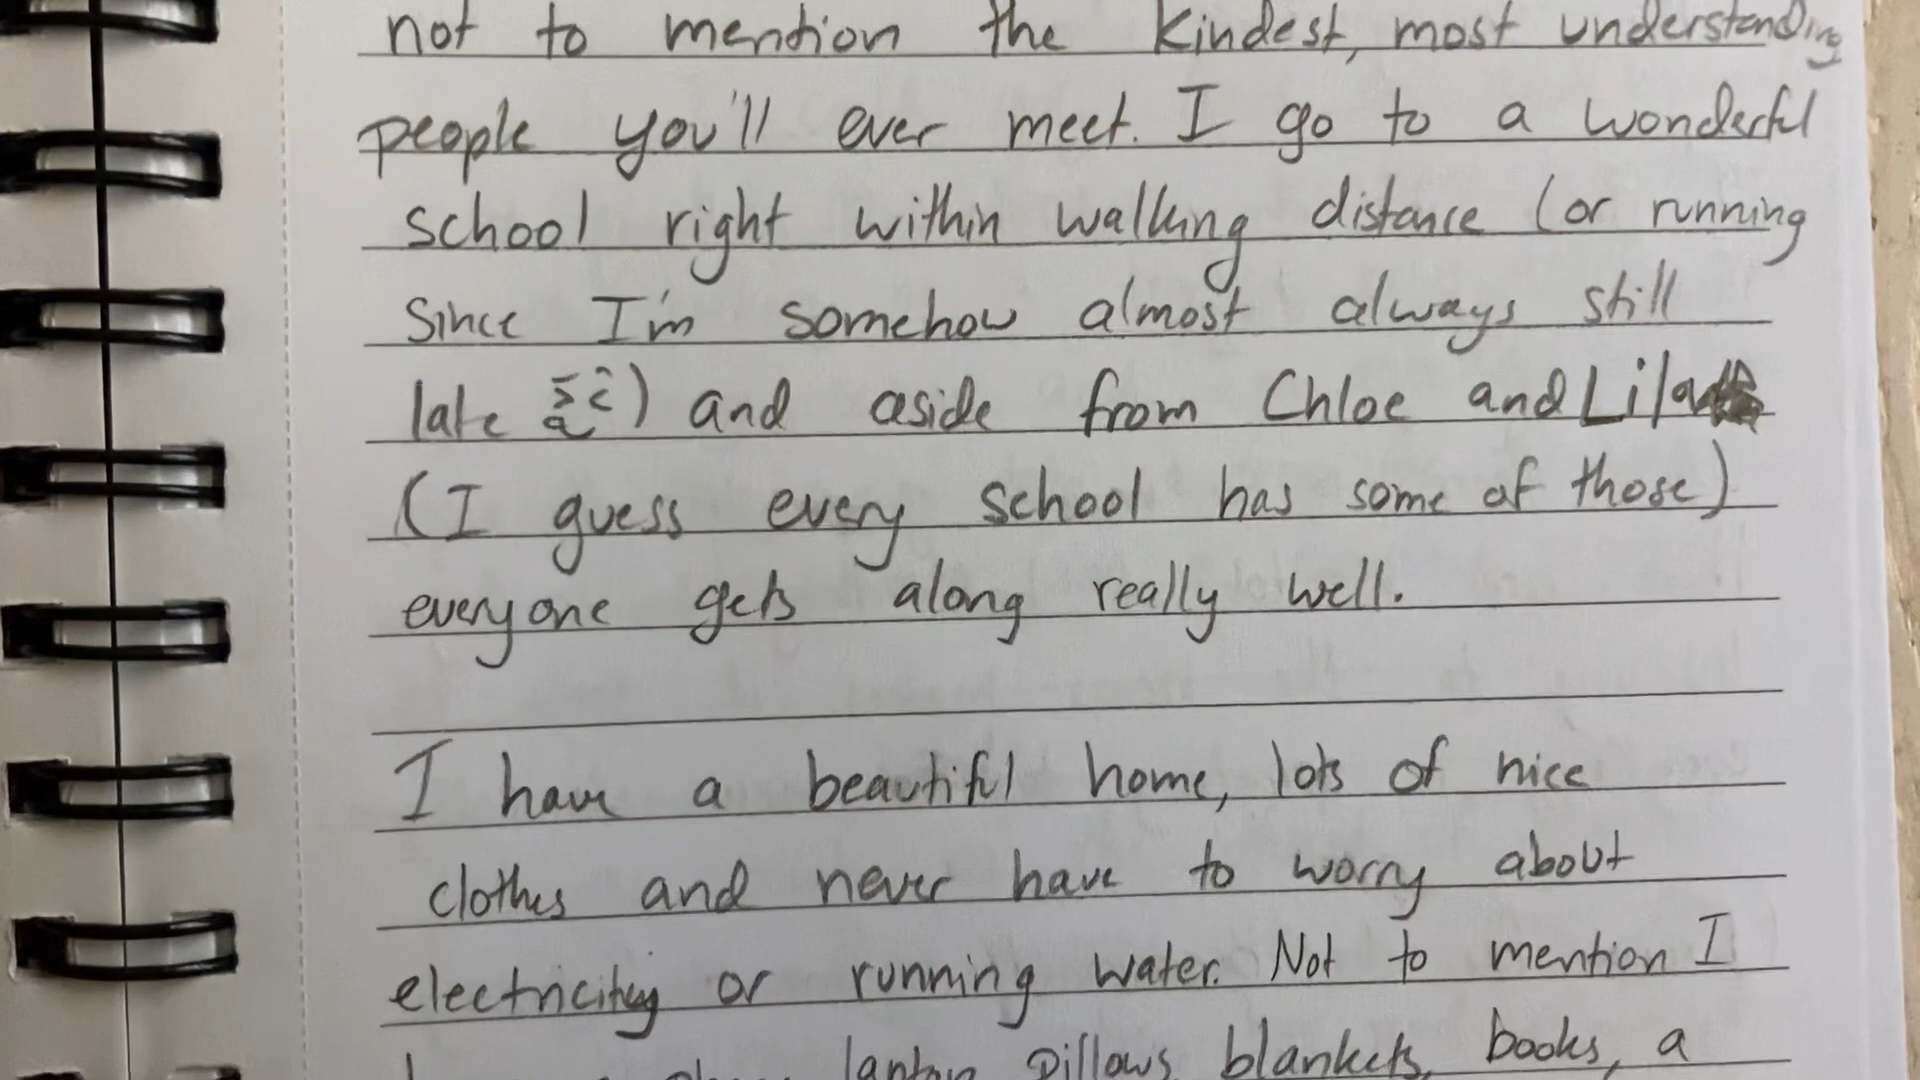 not to mention the kindest, most understanding
people you'll ever meet. I go to a wonderful
school right within walking distance (or running
since I'm somehow almost always still
late ) and aside from Chloe and Lila
(I guess every school has some of those)
everyone gets along really well.
I have a beautiful home, lots of nice
clothes and never have to worry about
electricity or running water. Not to mention I
laptop pillows, blankets, books, a